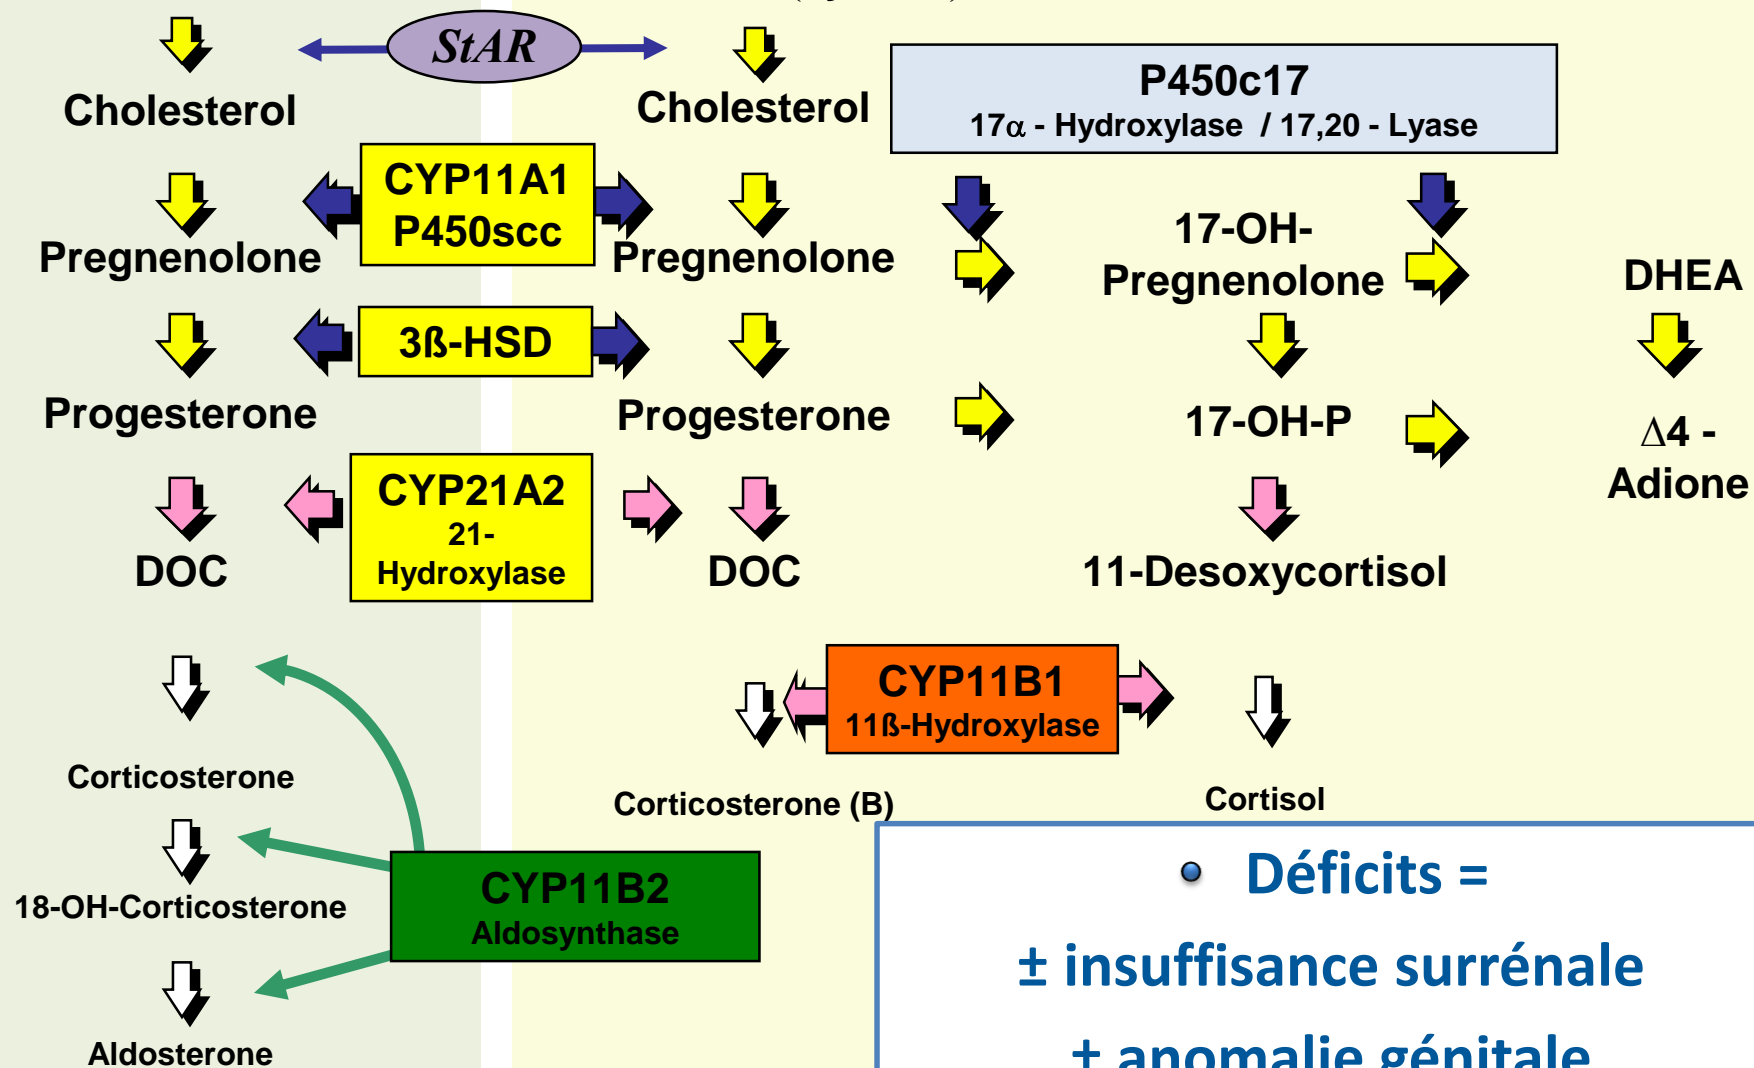 StAR
Cholesterol
Cholesterol
P450c17
17α - Hydroxylase / 17,20 - Lyase
CYP11A1
P450scc
Pregnenolone
Pregnenolone
17-OH-
Pregnenolone
DHEA
3ß-HSD
Progesterone
Progesterone
17-OH-P
Δ4 -
Adione
CYP21A2
21-
Hydroxylase
DOC
DOC
11-Desoxycortisol
CYP11B1
11ß-Hydroxylase
Corticosterone
Corticosterone (B)
Cortisol
18-OH-Corticosterone
CYP11B2
Aldosynthase
Aldosterone
• Déficits =
± insuffisance surrénale
± anomalie génitale